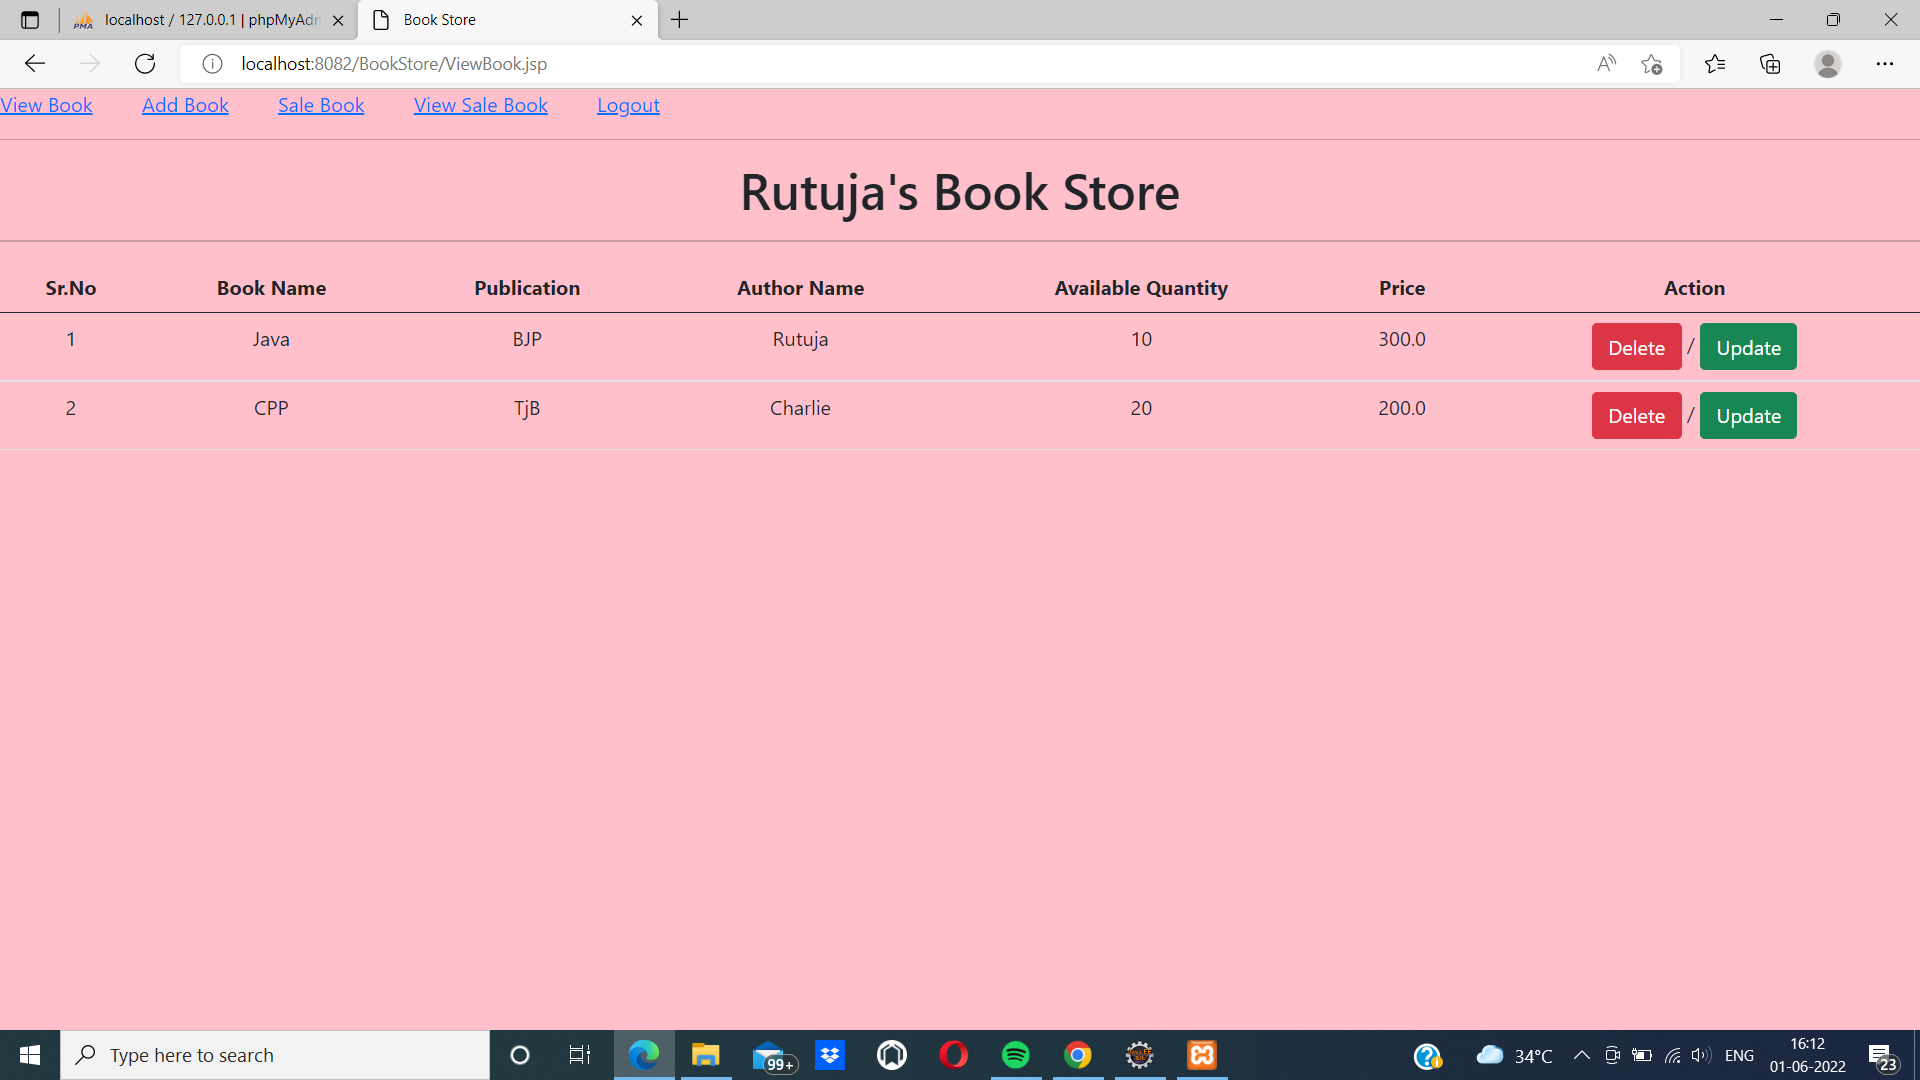 PMA localhost / 127.0.0.1 | phpMyAdm Book Store
localhost:8082/BookStore/ViewBook.jsp
View Book Add Book Sale Book View Sale Book Logout
Rutuja's Book Store
Sr.No Book Name Publication Author Name Available Quantity Price Action
1 Java BJP Rutuja 10 300.0 Delete / Update
2 CPP TjB Charlie 20 200.0 Delete / Update
Type here to search 99+ 34°C ENG 16:12
01-06-2022 23